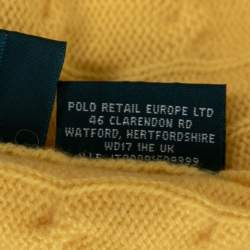 POLO RETAIL EUROPE LTD
46 CLARENDON RD
WATFORD, HERTFORDSHIRE
WD17 1HE UK